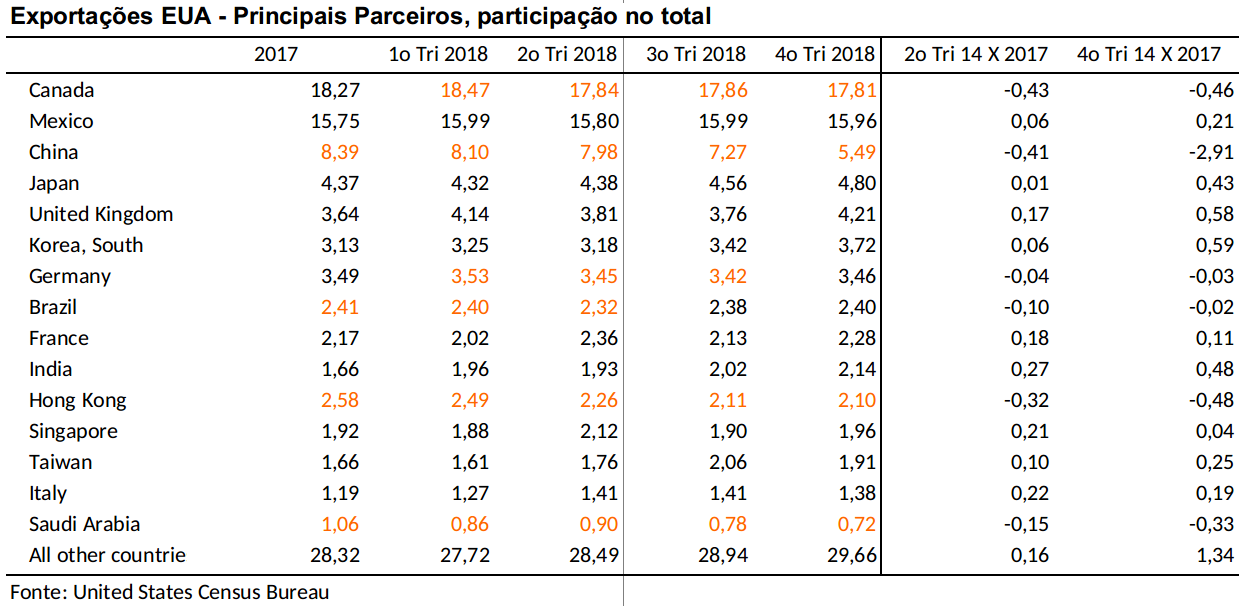 Exportações EUA - Principais Parceiros, participação no total
2017 1o Tri 2018 2o Tri 2018 3o Tri 2018 4o Tri 2018 2o Tri 14 X 2017 4o Tri 14 X 2017
Canada 18,27 18,47 17,84 17,86 17,81 -0,43 -0,46
Mexico 15,75 15,99 15,80 15,99 15,96 0,06 0,21
China 8,39 8,10 7,98 7,27 5,49 -0,41 -2,91
Japan 4,37 4,32 4,38 4,56 4,80 0,01 0,43
United Kingdom 3,64 4,14 3,81 3,76 4,21 0,17 0,58
Korea, South 3,13 3,25 3,18 3,42 3,72 0,06 0,59
Germany 3,49 3,53 3,45 3,42 3,46 -0,04 -0,03
Brazil 2,41 2,40 2,32 2,38 2,40 -0,10 -0,02
France 2,17 2,02 2,36 2,13 2,28 0,18 0,11
India 1,66 1,96 1,93 2,02 2,14 0,27 0,48
Hong Kong 2,58 2,49 2,26 2,11 2,10 -0,32 -0,48
Singapore 1,92 1,88 2,12 1,90 1,96 0,21 0,04
Taiwan 1,66 1,61 1,76 2,06 1,91 0,10 0,25
Italy 1,19 1,27 1,41 1,41 1,38 0,22 0,19
Saudi Arabia 1,06 0,86 0,90 0,78 0,72 -0,15 -0,33
All other countrie 28,32 27,72 28,49 28,94 29,66 0,16 1,34
Fonte: United States Census Bureau